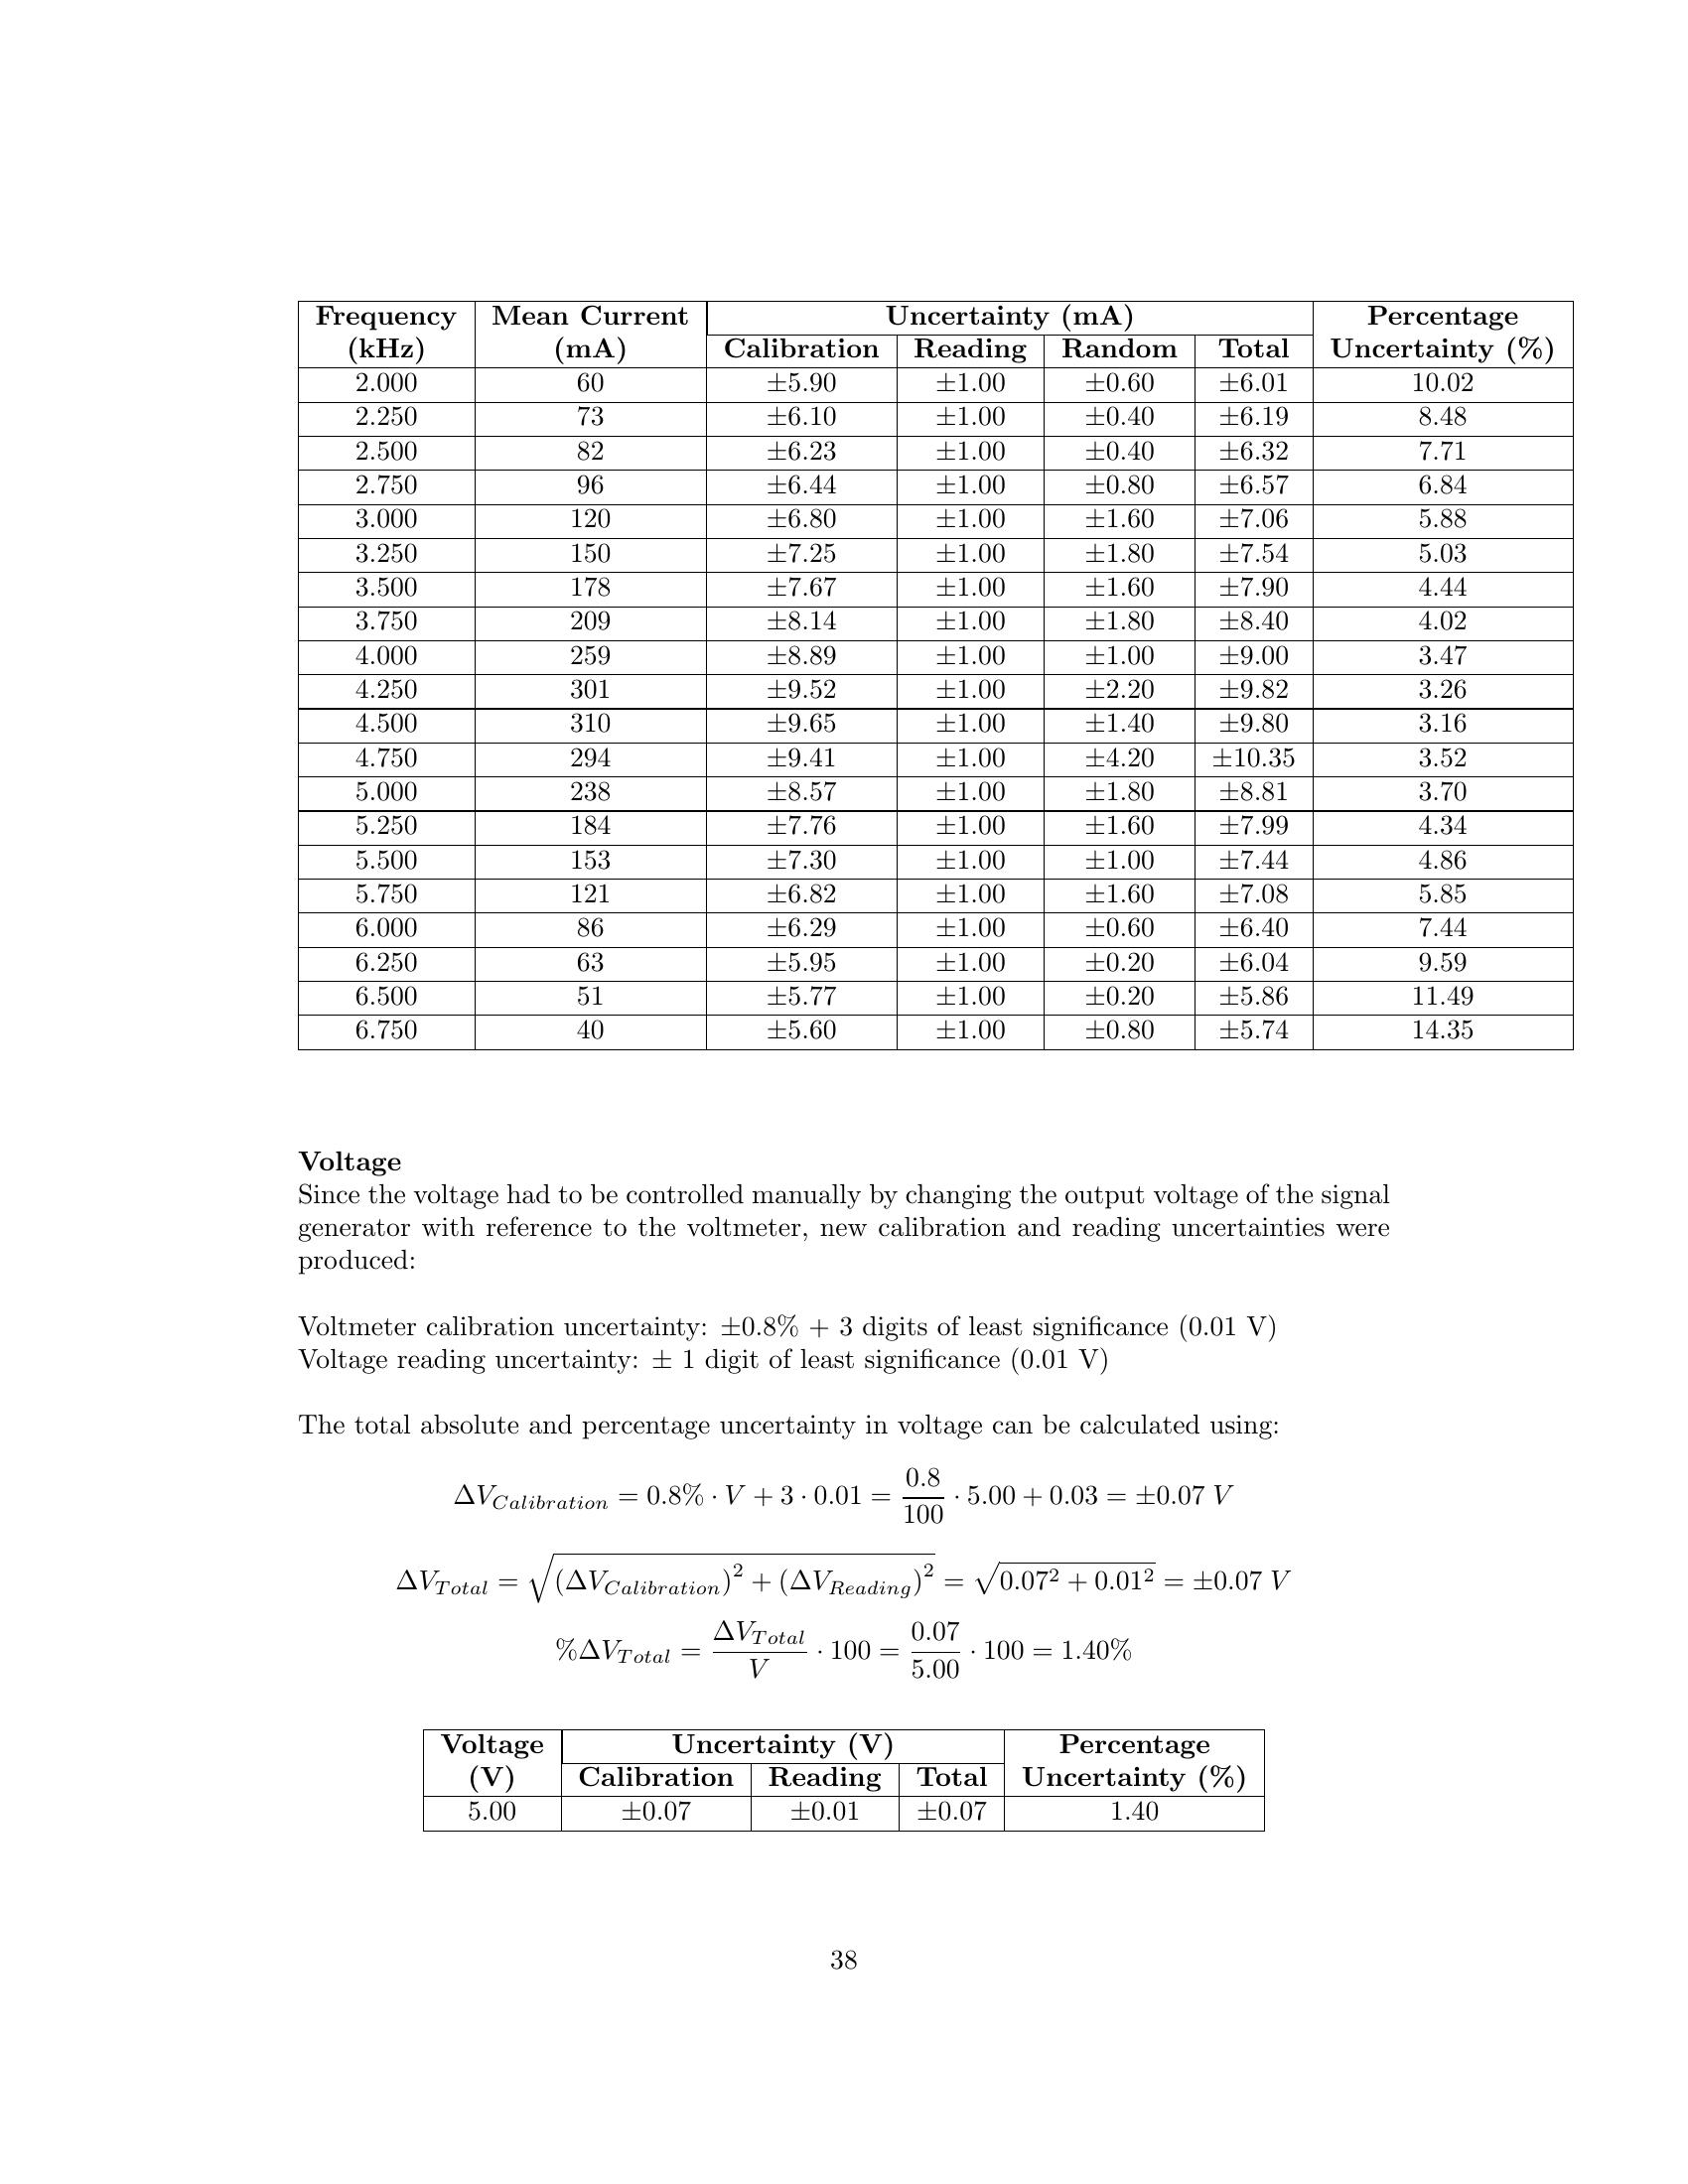 Frequency Mean Current Uncertainty (mA) Percentage
(kHz) (mA) Calibration Reading Random Total Uncertainty (%)
2.000 60 ±5.90 ±1.00 ±0.60 ±6.01 10.02
2.250 73 ±6.10 ±1.00 ±0.40 ±6.19 8.48
2.500 82 ±6.23 ±1.00 ±0.40 ±6.32 7.71
2.750 96 ±6.44 ±1.00 ±0.80 ±6.57 6.84
3.000 120 ±6.80 ±1.00 ±1.60 ±7.06 5.88
3.250 150 ±7.25 ±1.00 ±1.80 ±7.54 5.03
3.500 178 ±7.67 ±1.00 ±1.60 ±7.90 4.44
3.750 209 ±8.14 ±1.00 ±1.80 ±8.40 4.02
4.000 259 ±8.89 ±1.00 ±1.00 ±9.00 3.47
4.250 301 ±9.52 ±1.00 ±2.20 ±9.82 3.26
4.500 310 ±9.65 ±1.00 ±1.40 ±9.80 3.16
4.750 294 ±9.41 ±1.00 ±4.20 ±10.35 3.52
5.000 238 ±8.57 ±1.00 ±1.80 ±8.81 3.70
5.250 184 ±7.76 ±1.00 ±1.60 ±7.99 4.34
5.500 153 ±7.30 ±1.00 ±1.00 ±7.44 4.86
5.750 121 ±6.82 ±1.00 ±1.60 ±7.08 5.85
6.000 86 ±6.29 ±1.00 ±0.60 ±6.40 7.44
6.250 63 ±5.95 ±1.00 ±0.20 ±6.04 9.59
6.500 51 ±5.77 ±1.00 ±0.20 ±5.86 11.49
6.750 40 ±5.60 ±1.00 ±0.80 ±5.74 14.35
Voltage
Since the voltage had to be controlled manually by changing the output voltage of the signal
generator with reference to the voltmeter, new calibration and reading uncertainties were
produced:
Voltmeter calibration uncertainty: ±0.8% + 3 digits of least significance (0.01 V)
Voltage reading uncertainty: ± 1 digit of least significance (0.01 V)
The total absolute and percentage uncertainty in voltage can be calculated using:
ΔV_{Calibration} = 0.8% · V + 3 · 0.01 = \frac{0.8}{100} · 5.00 + 0.03 = ±0.07 V
ΔV_{Total} = \sqrt{(ΔV_{Calibration})^2 + (ΔV_{Reading})^2} = \sqrt{0.07^2 + 0.01^2} = ±0.07 V
%ΔV_{Total} = \frac{ΔV_{Total}}{V} · 100 = \frac{0.07}{5.00} · 100 = 1.40%
Voltage Uncertainty (V) Percentage
(V) Calibration Reading Total Uncertainty (%)
5.00 ±0.07 ±0.01 ±0.07 1.40
38